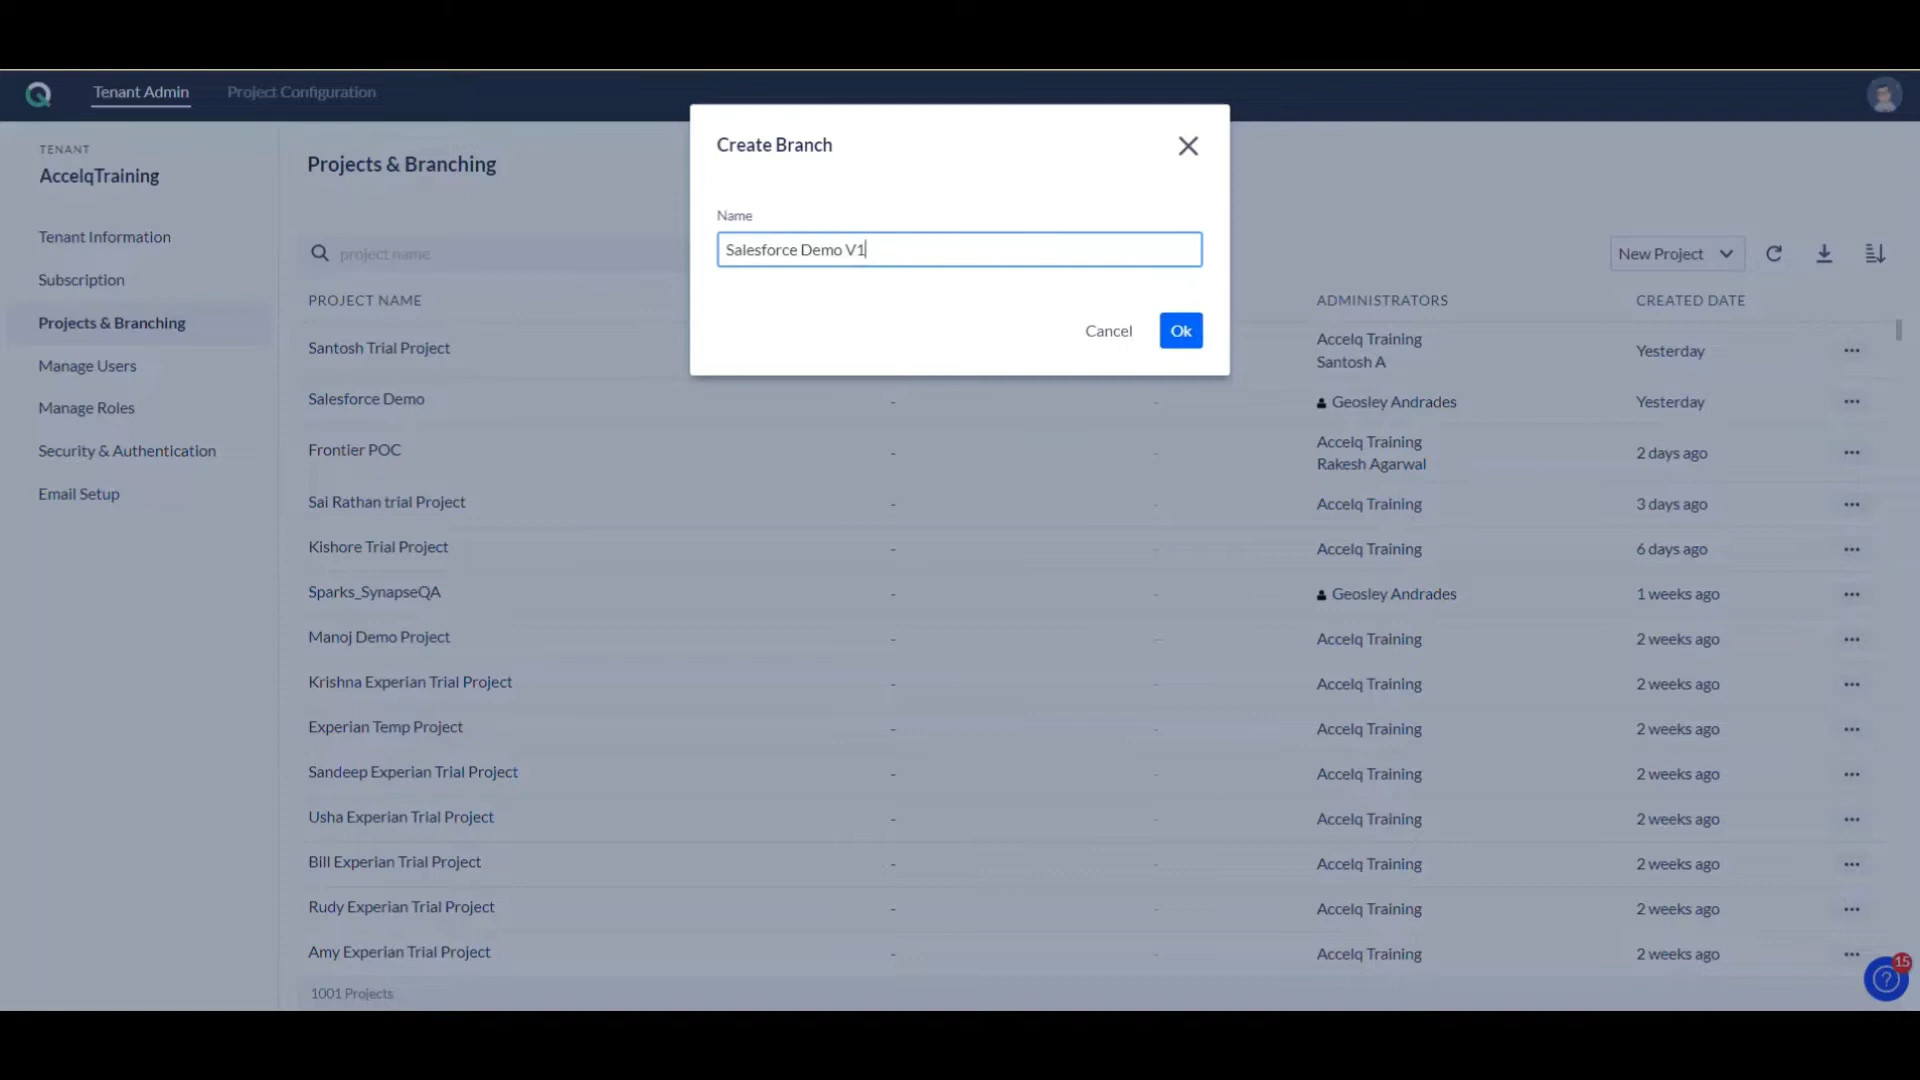 Tenant Admin
Project Configuration
TENANT
AccelqTraining
Tenant Information
Subscription
Projects & Branching
Manage Users
Manage Roles
Security & Authentication
Email Setup
Projects & Branching
project name
New Project
Create Branch
Name
Salesforce Demo V1
Cancel Ok
PROJECT NAME ADMINISTRATORS CREATED DATE
Santosh Trial Project Accelq Training Yesterday
Santosh A
Salesforce Demo - - Geosley Andrades Yesterday
Frontier POC - - Accelq Training 2 days ago
Rakesh Agarwal
Sai Rathan trial Project - - Accelq Training 3 days ago
Kishore Trial Project - - Accelq Training 6 days ago
Sparks_SynapseQA - - Geosley Andrades 1 weeks ago
Manoj Demo Project - - Accelq Training 2 weeks ago
Krishna Experian Trial Project - - Accelq Training 2 weeks ago
Experian Temp Project - - Accelq Training 2 weeks ago
Sandeep Experian Trial Project - - Accelq Training 2 weeks ago
Usha Experian Trial Project - - Accelq Training 2 weeks ago
Bill Experian Trial Project - - Accelq Training 2 weeks ago
Rudy Experian Trial Project - - Accelq Training 2 weeks ago
Amy Experian Trial Project - - Accelq Training 2 weeks ago
1001 Projects
15
?